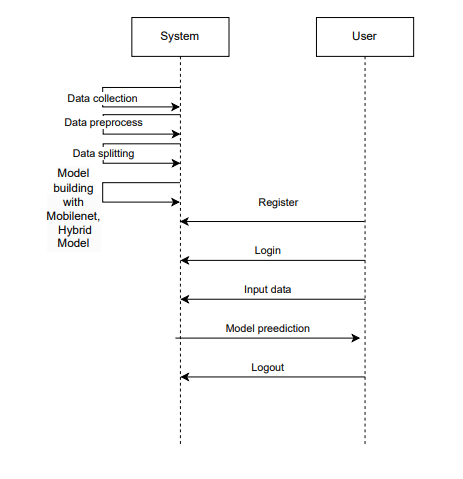 System
User
Data collection
Data preprocess
Data splitting
Model
building
with
Mobilenet,
Hybrid
Model
Register
Login
Input data
Model preediction
Logout